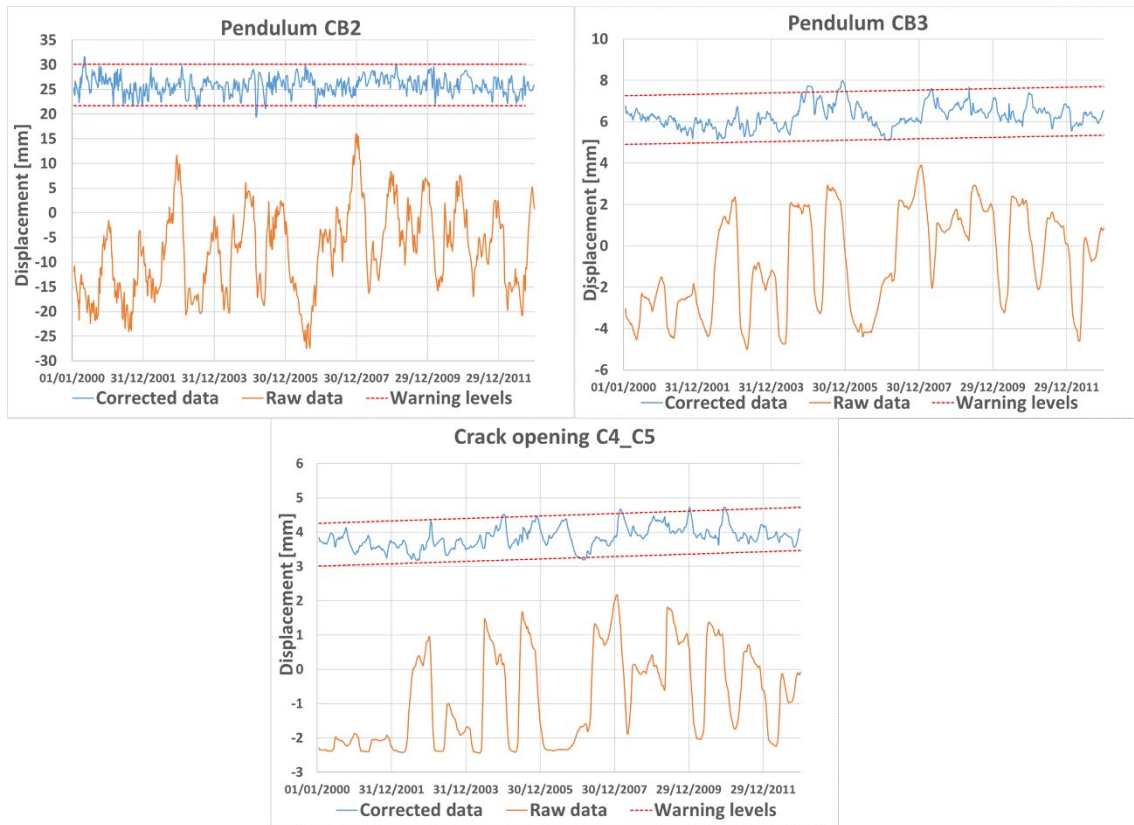 Pendulum CB2
35
30
25
20
15
10
5
0
-5
-10
-15
-20
-25
-30
Displacement [mm]
01/01/2000 31/12/2001 31/12/2003 30/12/2005 30/12/2007 29/12/2009 29/12/2011
Corrected data Raw data Warning levels
Pendulum CB3
10
8
6
4
2
0
-2
-4
-6
Displacement [mm]
01/01/2000 31/12/2001 31/12/2003 30/12/2005 30/12/2007 29/12/2009 29/12/2011
Corrected data Raw data Warning levels
Crack opening C4_C5
6
5
4
3
2
1
0
-1
-2
-3
Displacement [mm]
01/01/2000 31/12/2001 31/12/2003 30/12/2005 30/12/2007 29/12/2009 29/12/2011
Corrected data Raw data Warning levels